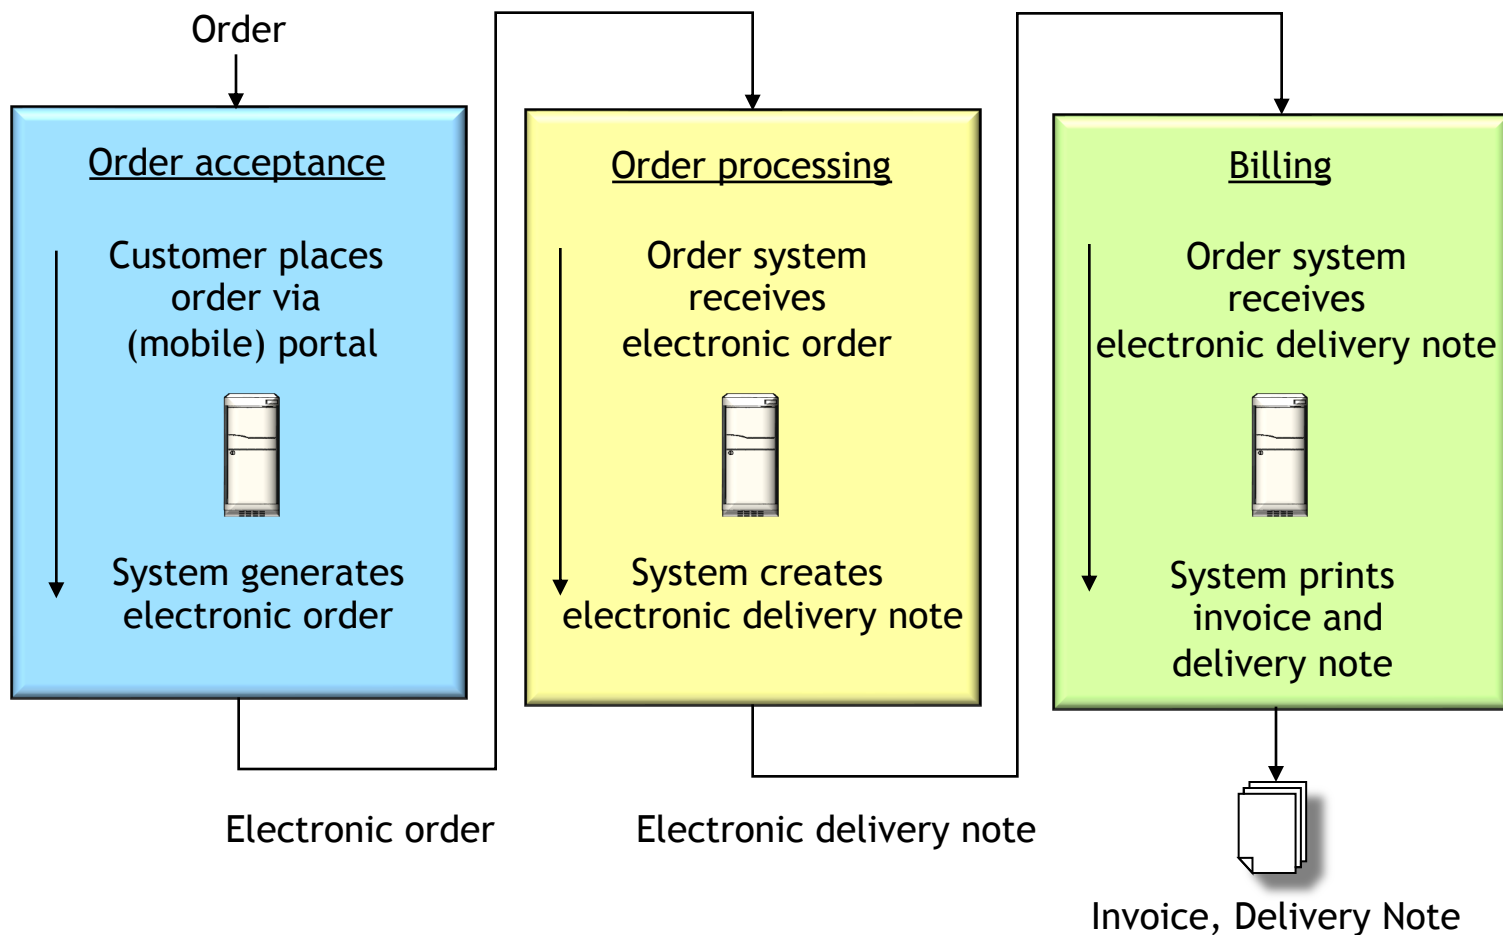 Order
Order acceptance
Customer places
order via
(mobile) portal
System generates
electronic order
Electronic order
Order processing
Order system
receives
electronic order
System creates
electronic delivery note
Electronic delivery note
Billing
Order system
receives
electronic delivery note
System prints
invoice and
delivery note
Invoice, Delivery Note